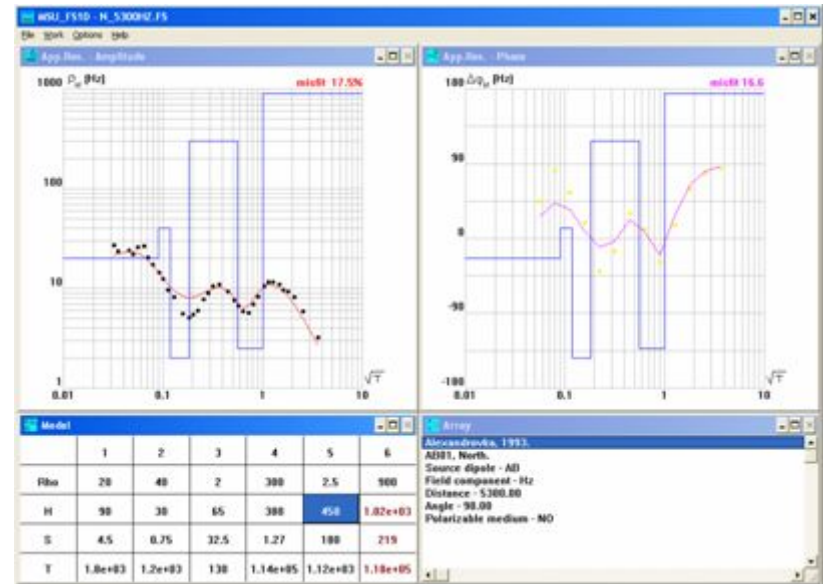 MSU_FS1D - N_5300HZ.FS
File Work Options Help
App.Res. - Amplitude
App.Res. - Phase
1000 ρω [Hz] misfit 17.5%
100
10
1
0.01 0.1 1 10
√T
180 Δφω [Hz] misfit 16.6
90
0
-90
-180
0.01 0.1 1 10
√T
Model
1 2 3 4 5 6
Rho 20 40 2 300 2.5 900
H 90 30 65 380 450 1.02e+03
S 4.5 0.75 32.5 1.27 180 219
T 1.8e+03 1.2e+03 130 1.14e+05 1.12e+03 1.18e+05
Array
Alexandrovka, 1993.
AB01, North.
Source dipole - AB
Field component - Hz
Distance - 5300.00
Angle - 90.00
Polarizable medium - NO